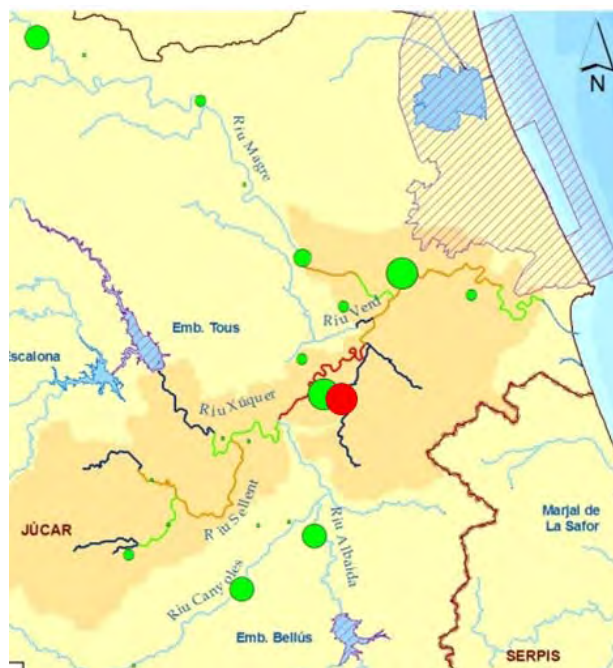 N
Riu Magre
Riu Verd
Emb. Tous
Escalona
Riu Xúquer
Riu Sellent
JÚCAR
Riu Albaida
Riu Canyoles
Marjal de
La Safor
Emb. Bellús
SERPIS